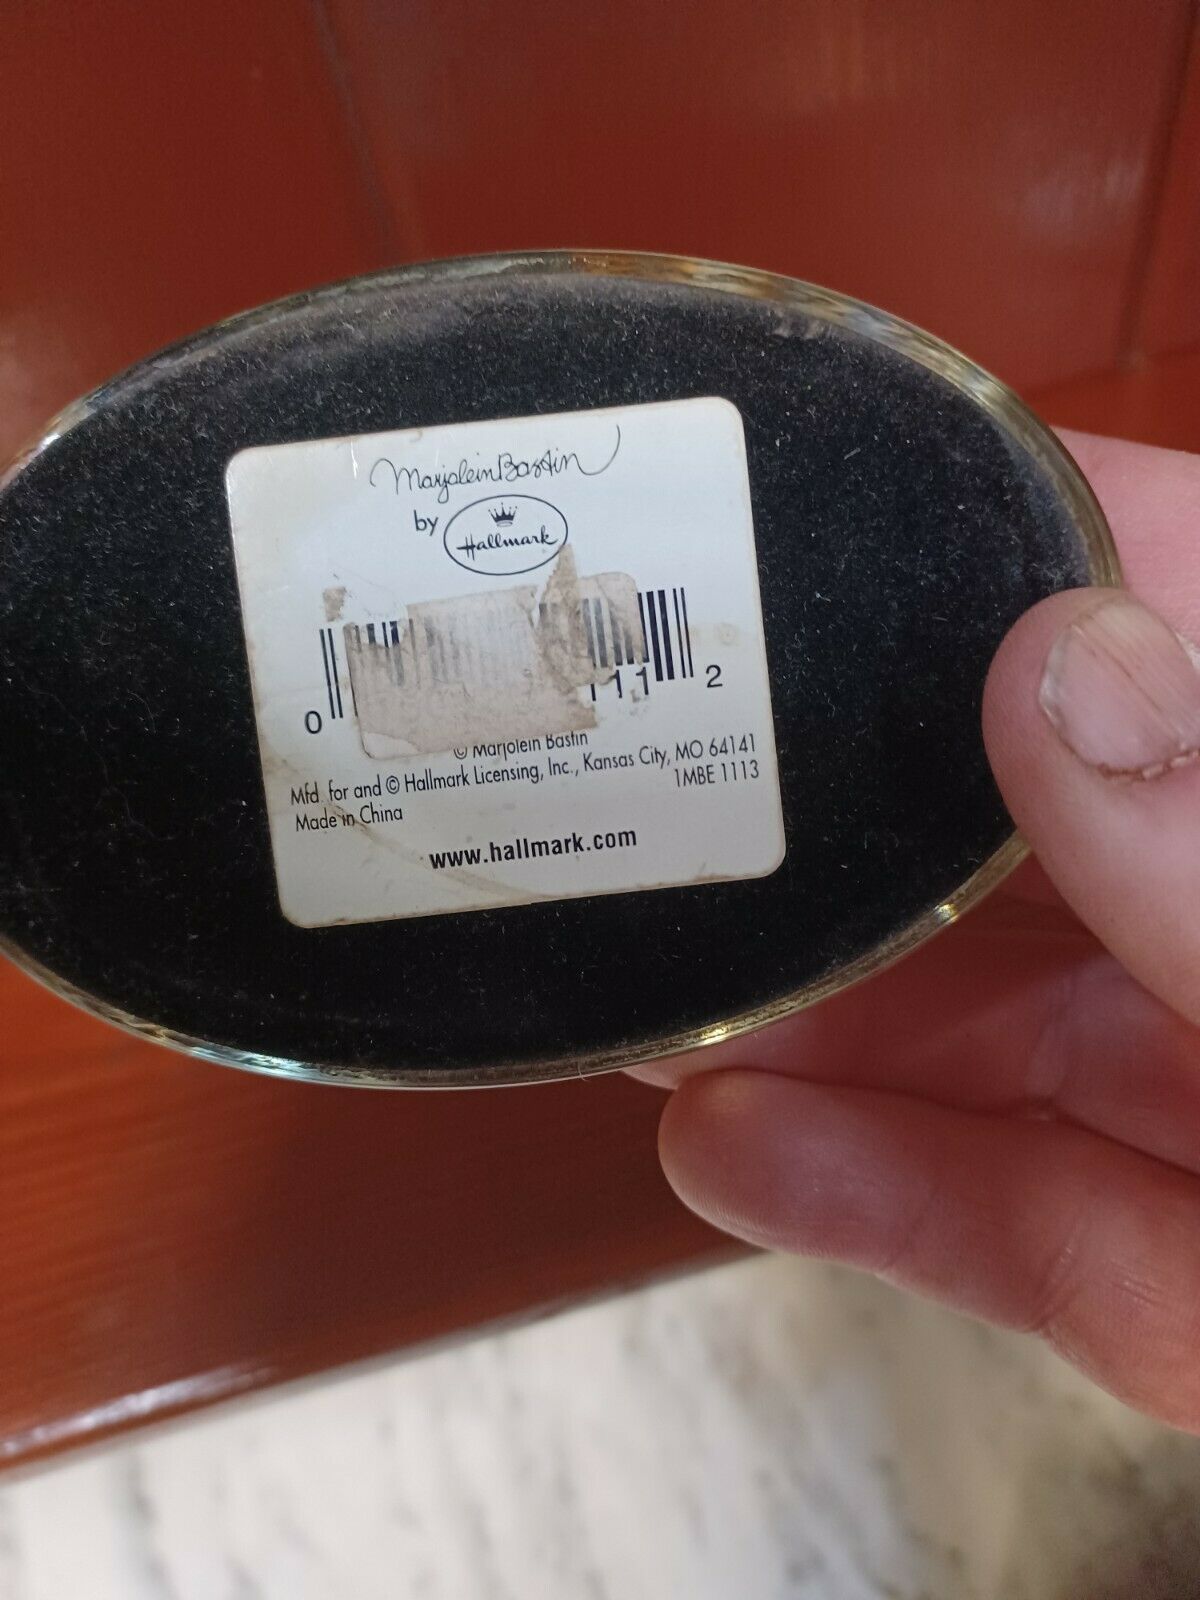 Marjolein Bastin
by Hallmark
0 111 2
© Marjolein Bastin
Mfd. for and © Hallmark Licensing, Inc., Kansas City, MO 64141
1MBE 1113
Made in China
www.hallmark.com